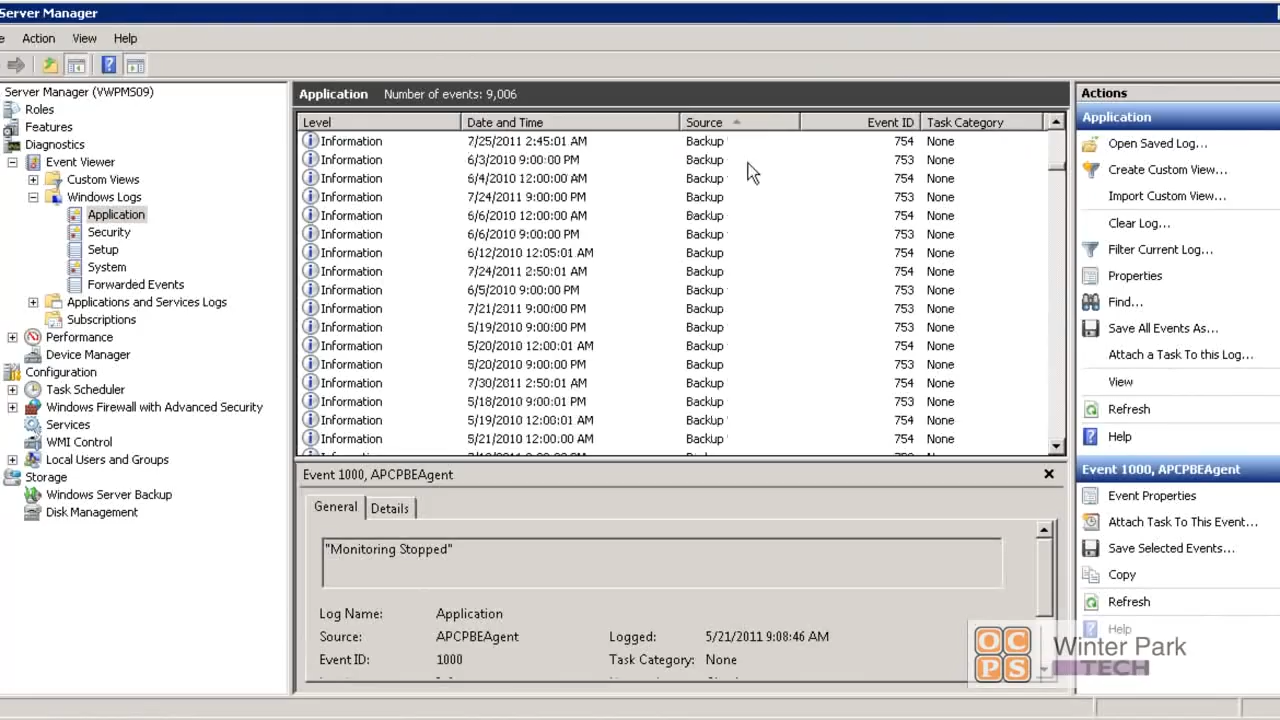 Server Manager
Action View Help
Server Manager (VWPMS09)
Roles
Features
Diagnostics
Event Viewer
Custom Views
Windows Logs
Application
Security
Setup
System
Forwarded Events
Applications and Services Logs
Subscriptions
Performance
Device Manager
Configuration
Task Scheduler
Windows Firewall with Advanced Security
Services
WMI Control
Local Users and Groups
Storage
Windows Server Backup
Disk Management
Application Number of events: 9,006
Level Date and Time Source Event ID Task Category
Information 7/25/2011 2:45:01 AM Backup 754 None
Information 6/3/2010 9:00:00 PM Backup 753 None
Information 6/4/2010 12:00:00 AM Backup 754 None
Information 7/24/2011 9:00:00 PM Backup 753 None
Information 6/6/2010 12:00:00 AM Backup 754 None
Information 6/6/2010 9:00:00 PM Backup 753 None
Information 6/12/2010 12:05:01 AM Backup 754 None
Information 7/24/2011 2:50:01 AM Backup 754 None
Information 6/5/2010 9:00:00 PM Backup 753 None
Information 7/21/2011 9:00:00 PM Backup 753 None
Information 5/19/2010 9:00:00 PM Backup 753 None
Information 5/20/2010 12:00:01 AM Backup 754 None
Information 5/20/2010 9:00:00 PM Backup 753 None
Information 7/30/2011 2:50:01 AM Backup 754 None
Information 5/18/2010 9:00:01 PM Backup 753 None
Information 5/19/2010 12:00:01 AM Backup 754 None
Information 5/21/2010 12:00:00 AM Backup 754 None
Event 1000, APCPBEAgent
General Details
"Monitoring Stopped"
Log Name: Application
Source: APCPBEAgent Logged: 5/21/2011 9:08:46 AM
Event ID: 1000 Task Category: None
Actions
Application
Open Saved Log...
Create Custom View...
Import Custom View...
Clear Log...
Filter Current Log...
Properties
Find...
Save All Events As...
Attach a Task To this Log...
View
Refresh
Help
Event 1000, APCPBEAgent
Event Properties
Attach Task To This Event...
Save Selected Events...
Copy
Refresh
Help
OCPS
Winter Park
TECH